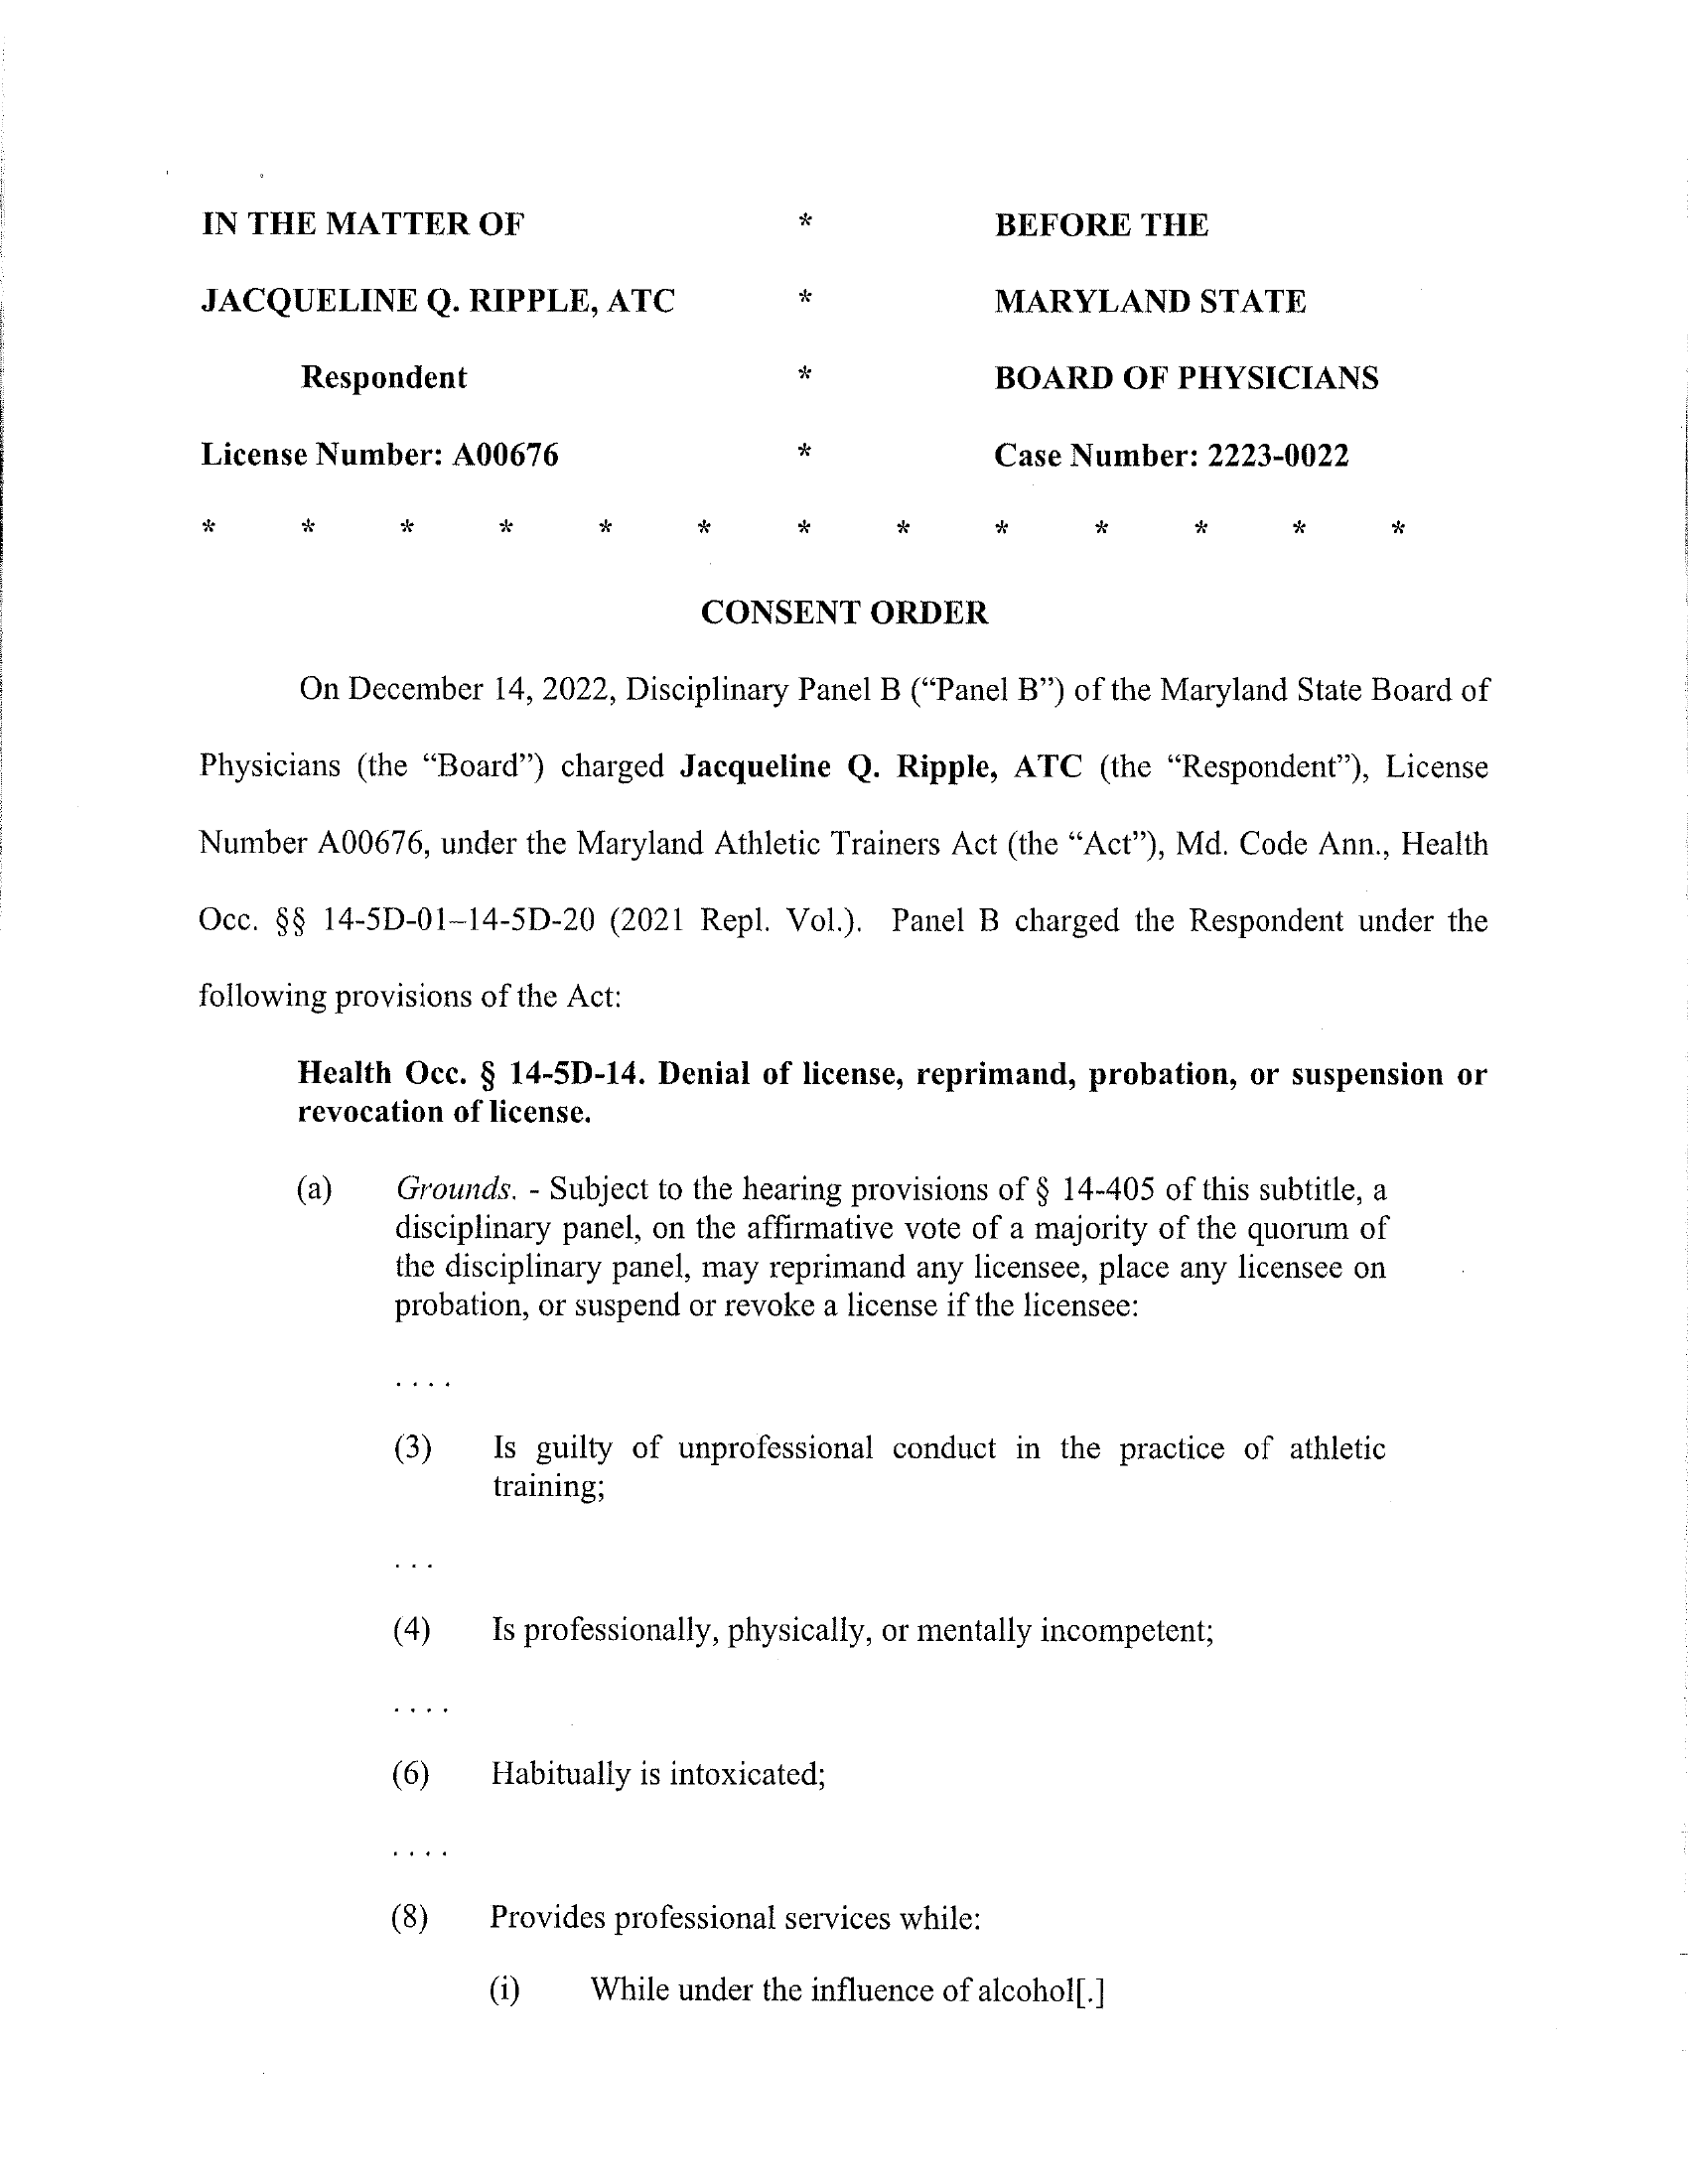 IN THE MATTER OF * BEFORE THE
JACQUELINE Q. RIPPLE, ATC * MARYLAND STATE
Respondent * BOARD OF PHYSICIANS
License Number: A00676 * Case Number: 2223-0022
* * * * * * * * * * * * *
CONSENT ORDER
On December 14, 2022, Disciplinary Panel B (“Panel B”) of the Maryland State Board of
Physicians (the “Board”) charged Jacqueline Q. Ripple, ATC (the “Respondent”), License
Number A00676, under the Maryland Athletic Trainers Act (the “Act”), Md. Code Ann., Health
Occ. §§ 14-5D-01–14-5D-20 (2021 Repl. Vol.). Panel B charged the Respondent under the
following provisions of the Act:
Health Occ. § 14-5D-14. Denial of license, reprimand, probation, or suspension or
revocation of license.
(a) Grounds. - Subject to the hearing provisions of § 14-405 of this subtitle, a
disciplinary panel, on the affirmative vote of a majority of the quorum of
the disciplinary panel, may reprimand any licensee, place any licensee on
probation, or suspend or revoke a license if the licensee:
. . . .
(3) Is guilty of unprofessional conduct in the practice of athletic
training;
. . .
(4) Is professionally, physically, or mentally incompetent;
. . . .
(6) Habitually is intoxicated;
. . . .
(8) Provides professional services while:
(i) While under the influence of alcohol[.]